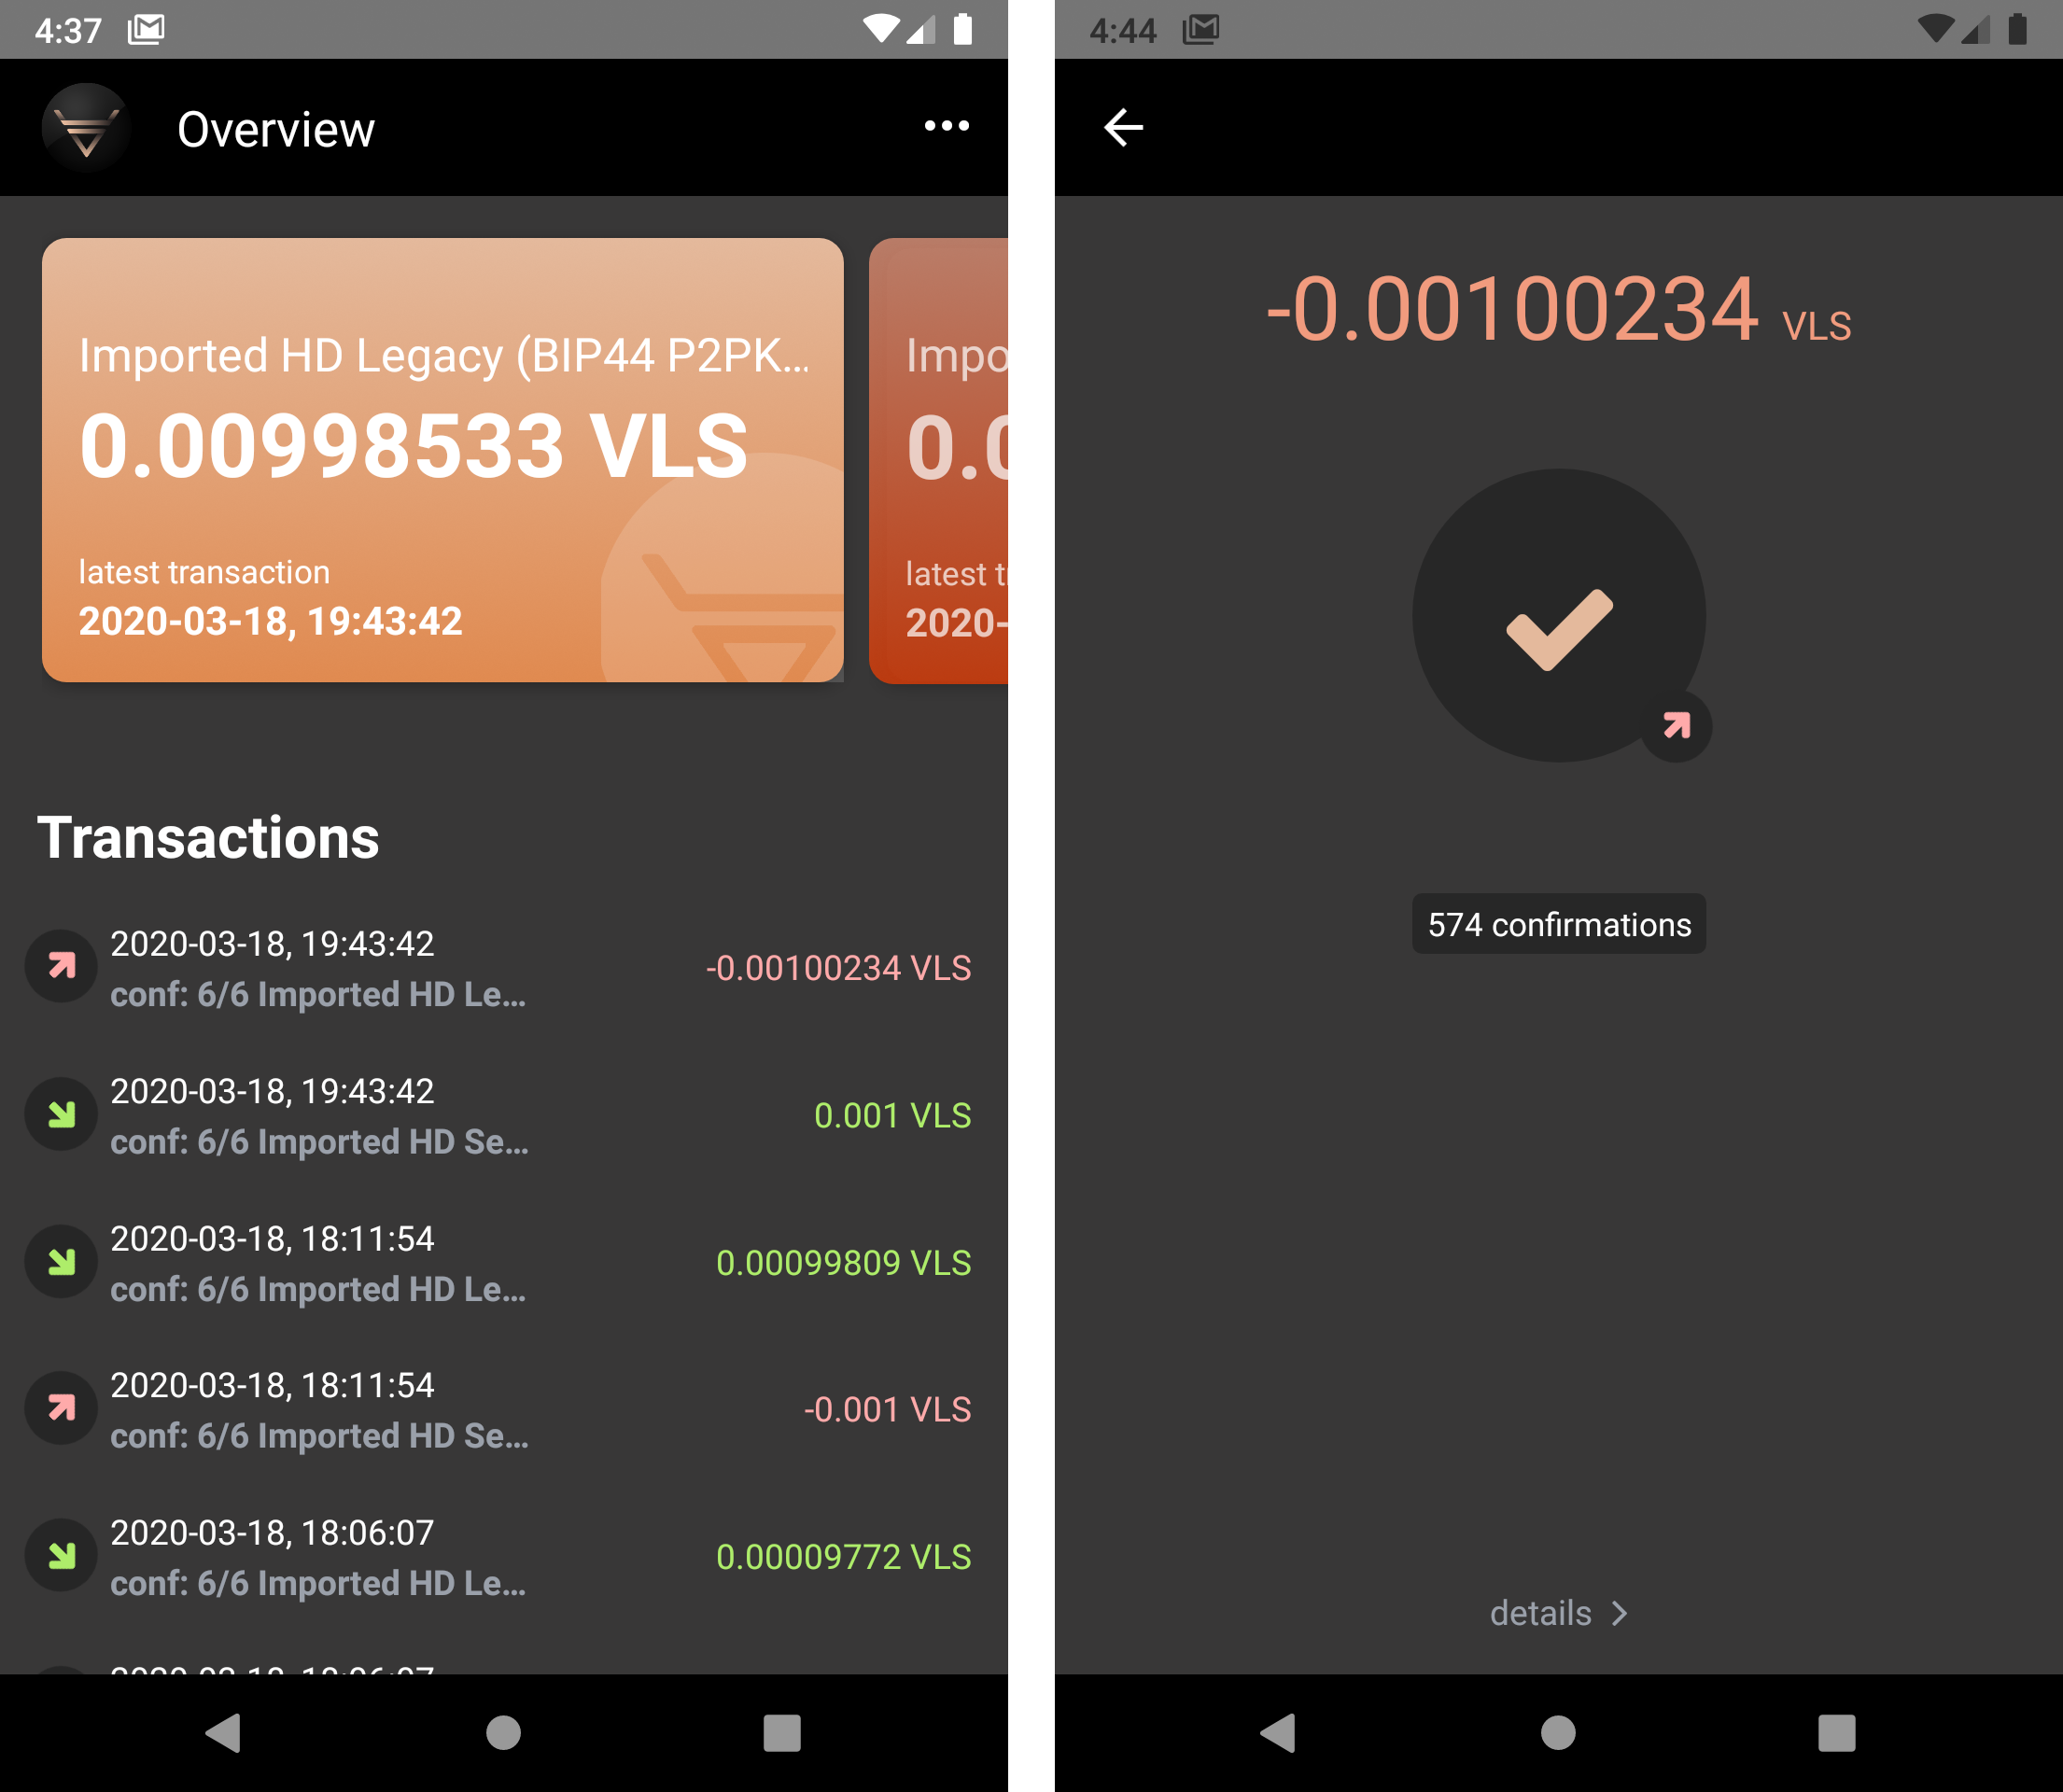 4:37
Overview
Imported HD Legacy (BIP44 P2PK...
0.00998533 VLS
latest transaction
2020-03-18, 19:43:42
Impo
0.0
latest t
2020-
Transactions
2020-03-18, 19:43:42
conf: 6/6 Imported HD Le...
-0.00100234 VLS
2020-03-18, 19:43:42
conf: 6/6 Imported HD Se...
0.001 VLS
2020-03-18, 18:11:54
conf: 6/6 Imported HD Le...
0.00099809 VLS
2020-03-18, 18:11:54
conf: 6/6 Imported HD Se...
-0.001 VLS
2020-03-18, 18:06:07
conf: 6/6 Imported HD Le...
0.00009772 VLS
4:44
-0.00100234 VLS
574 confirmations
details